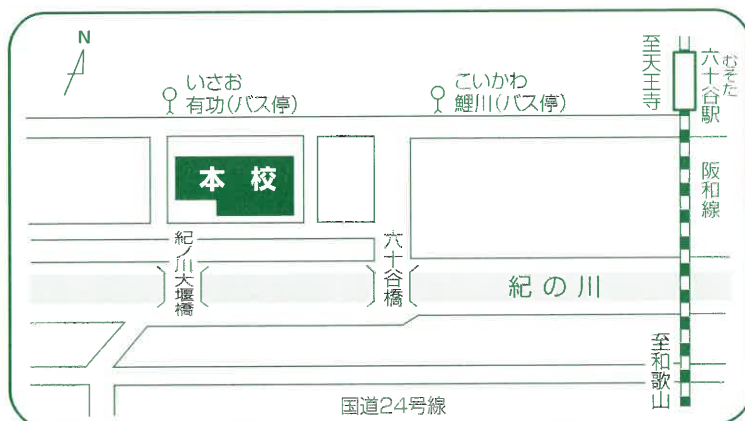 N
いさお
有功(バス停)
こいかわ
鯉川(バス停)
至天王寺
六十谷駅
むそた
阪和線
本校
紀ノ川大堰橋
六十谷橋
紀の川
至和歌山
国道24号線